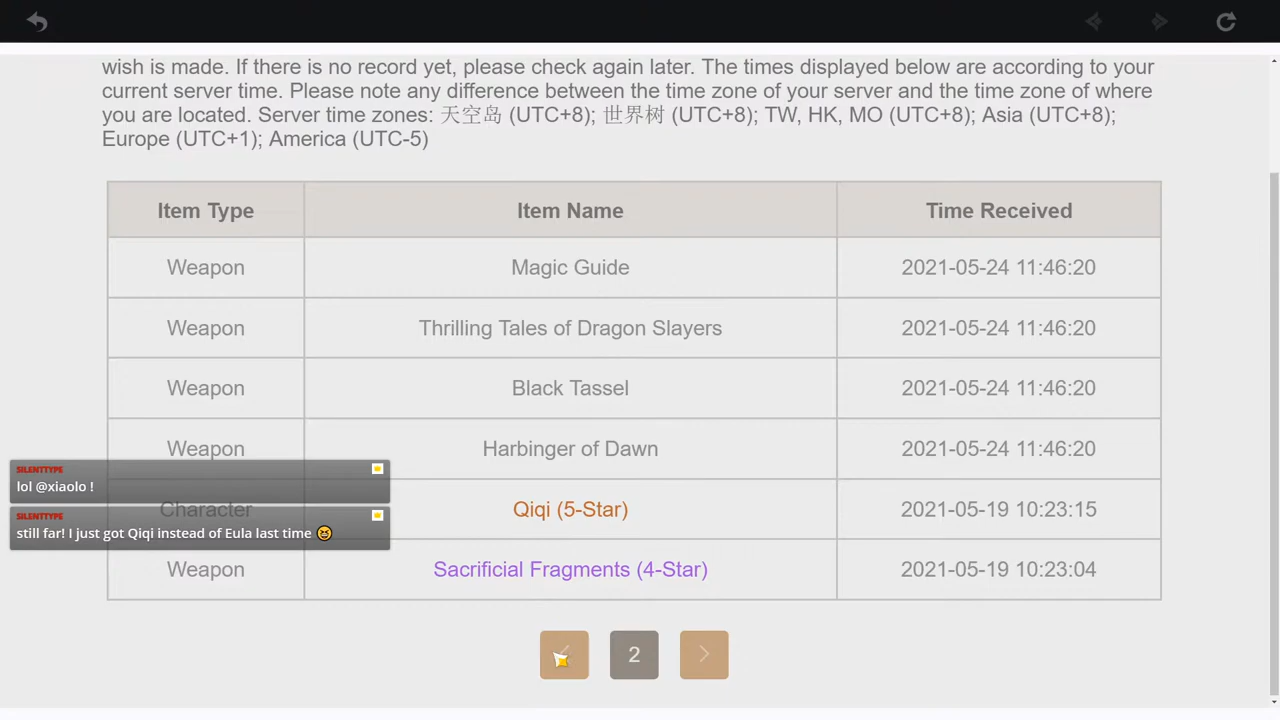 wish is made. If there is no record yet, please check again later. The times displayed below are according to your
current server time. Please note any difference between the time zone of your server and the time zone of where
you are located. Server time zones: 天空岛 (UTC+8); 世界树 (UTC+8); TW, HK, MO (UTC+8); Asia (UTC+8);
Europe (UTC+1); America (UTC-5)
Item Type Item Name Time Received
Weapon Magic Guide 2021-05-24 11:46:20
Weapon Thrilling Tales of Dragon Slayers 2021-05-24 11:46:20
Weapon Black Tassel 2021-05-24 11:46:20
Weapon Harbinger of Dawn 2021-05-24 11:46:20
SILENTTYPE
lol @xiaolo !
Character Qiqi (5-Star) 2021-05-19 10:23:15
SILENTTYPE
still far! I just got Qiqi instead of Eula last time 😆
Weapon Sacrificial Fragments (4-Star) 2021-05-19 10:23:04
2